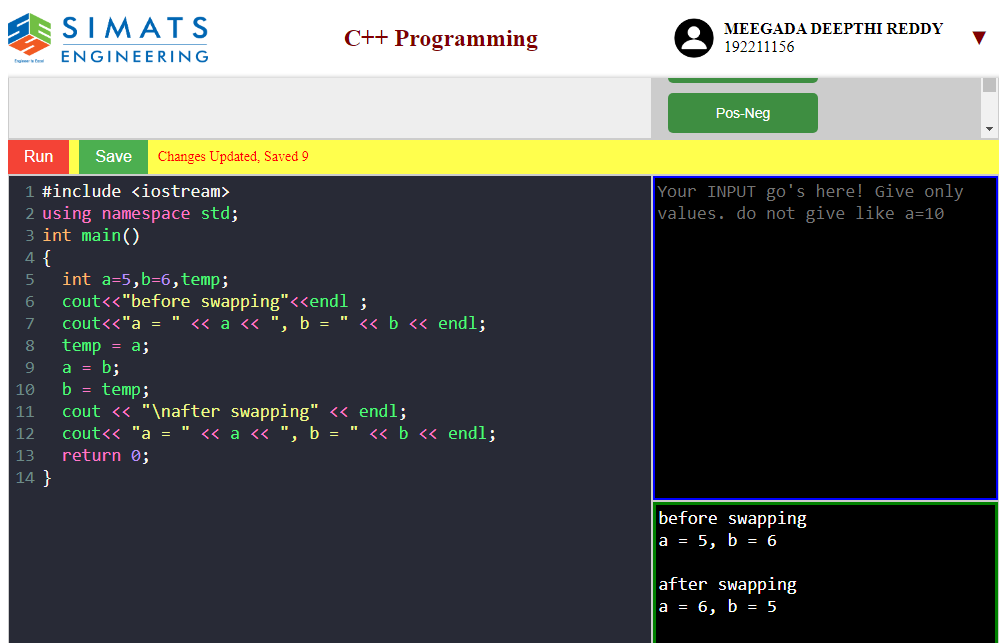 SIMATS
ENGINEERING
Engineer to Excel
C++ Programming
MEEGADA DEEPTHI REDDY
192211156
Pos-Neg
Run
Save
Changes Updated, Saved 9
1 #include <iostream>
2 using namespace std;
3 int main()
4 {
5   int a=5,b=6,temp;
6   cout<<"before swapping"<<endl ;
7   cout<<"a = " << a << ", b = " << b << endl;
8   temp = a;
9   a = b;
10   b = temp;
11   cout << "\nafter swapping" << endl;
12   cout<< "a = " << a << ", b = " << b << endl;
13   return 0;
14 }
Your INPUT go's here! Give only
values. do not give like a=10
before swapping
a = 5, b = 6
after swapping
a = 6, b = 5